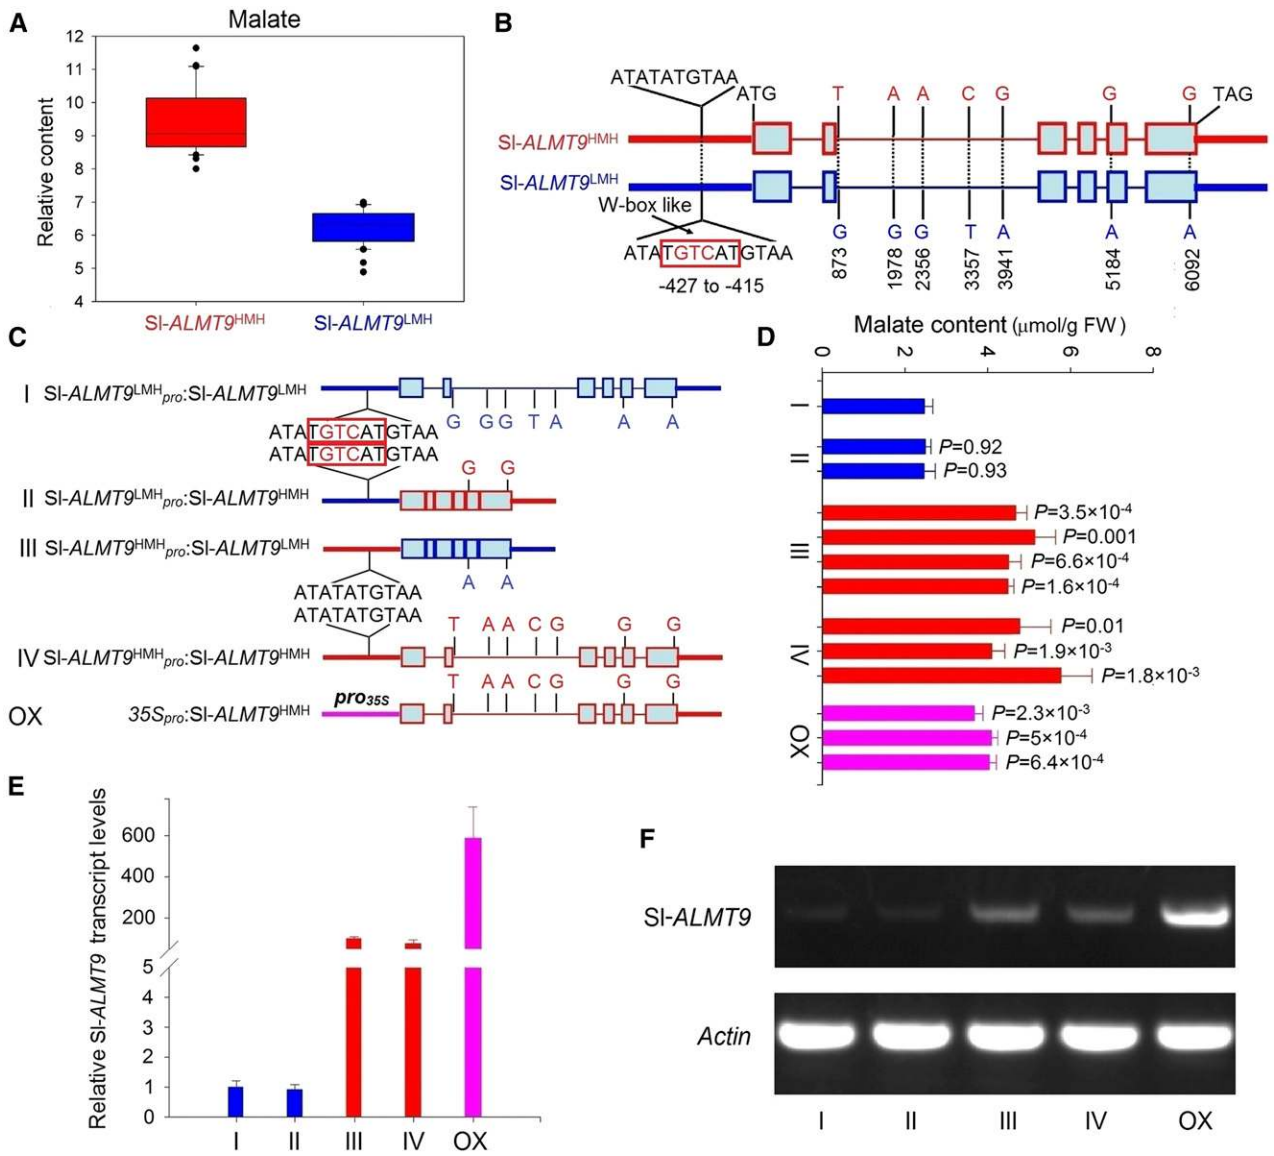 A
Malate
12
11
10
9
8
7
6
5
4
Relative content
Sl-ALMT9HMH
Sl-ALMT9LMH
B
ATATATGTAA
ATG
T A A C G G G
TAG
Sl-ALMT9HMH
Sl-ALMT9LMH
W-box like
ATATGTCATGTAA
-427 to -415
G G G T A A A
873 1978 2356 3357 3941 5184 6092
C
I Sl-ALMT9LMHpro:Sl-ALMT9LMH
G G G T A A A
ATATGTCATGTAA
ATATGTCATGTAA
G G
II Sl-ALMT9LMHpro:Sl-ALMT9HMH
III Sl-ALMT9HMHpro:Sl-ALMT9LMH
A A
ATATATGTAA
ATATATGTAA
T A A C G G G
IV Sl-ALMT9HMHpro:Sl-ALMT9HMH
T A A C G G G
pro35S
OX 35Spro:Sl-ALMT9HMH
D
Malate content (μmol/g FW)
0 2 4 6 8
I
II
P=0.92
P=0.93
III
P=3.5×10-4
P=0.001
P=6.6×10-4
P=1.6×10-4
IV
P=0.01
P=1.9×10-3
P=1.8×10-3
OX
P=2.3×10-3
P=5×10-4
P=6.4×10-4
E
Relative Sl-ALMT9 transcript levels
600
400
200
5
4
3
2
1
0
I II III IV OX
F
Sl-ALMT9
Actin
I II III IV OX